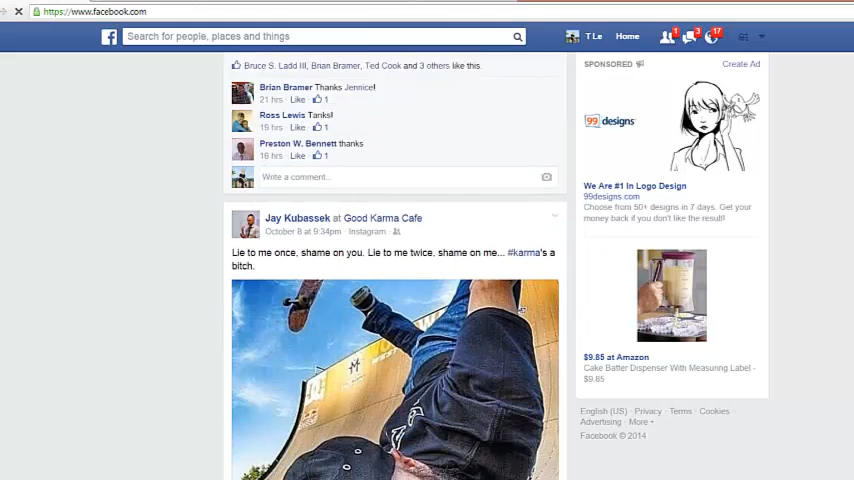 https://www.facebook.com
Search for people, places and things
T Le
Home
1
3
17
Bruce S. Ladd III, Brian Bramer, Ted Cook and 3 others like this.
Brian Bramer Thanks Jennice!
21 hrs · Like · 1
Ross Lewis Tanks!
19 hrs · Like · 1
Preston W. Bennett thanks
16 hrs · Like · 1
Write a comment...
Jay Kubassek at Good Karma Cafe
October 8 at 9:34pm · Instagram ·
Lie to me once, shame on you. Lie to me twice, shame on me... #karma's a
bitch.
SPONSORED
Create Ad
99 designs
We Are #1 In Logo Design
99designs.com
Choose from 50+ designs in 7 days. Get your
money back if you don't like the result!
$9.85 at Amazon
Cake Batter Dispenser With Measuring Label -
$9.85
English (US) · Privacy · Terms · Cookies ·
Advertising · More
Facebook © 2014